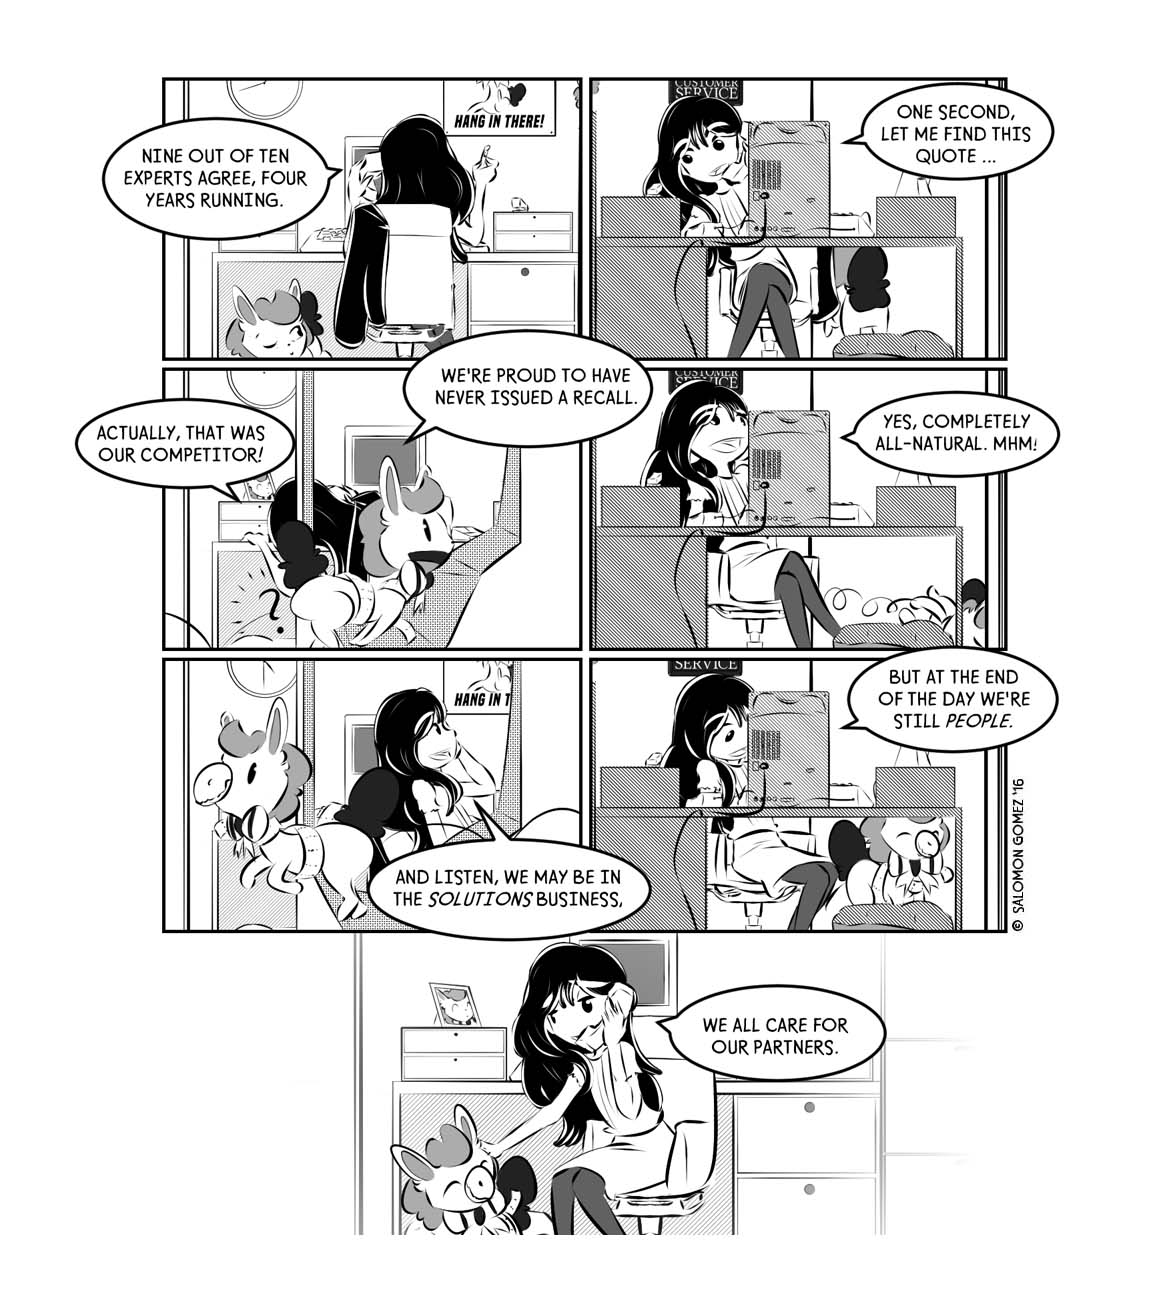 HANG IN THERE!
NINE OUT OF TEN
EXPERTS AGREE, FOUR
YEARS RUNNING.
CUSTOMER
SERVICE
ONE SECOND,
LET ME FIND THIS
QUOTE ...
ACTUALLY, THAT WAS
OUR COMPETITOR!
WE'RE PROUD TO HAVE
NEVER ISSUED A RECALL.
?
CUSTOMER
SERVICE
YES, COMPLETELY
ALL-NATURAL. MHM!
HANG IN T
AND LISTEN, WE MAY BE IN
THE SOLUTIONS BUSINESS,
SERVICE
BUT AT THE END
OF THE DAY WE'RE
STILL PEOPLE.
© SALOMON GOMEZ '16
WE ALL CARE FOR
OUR PARTNERS.